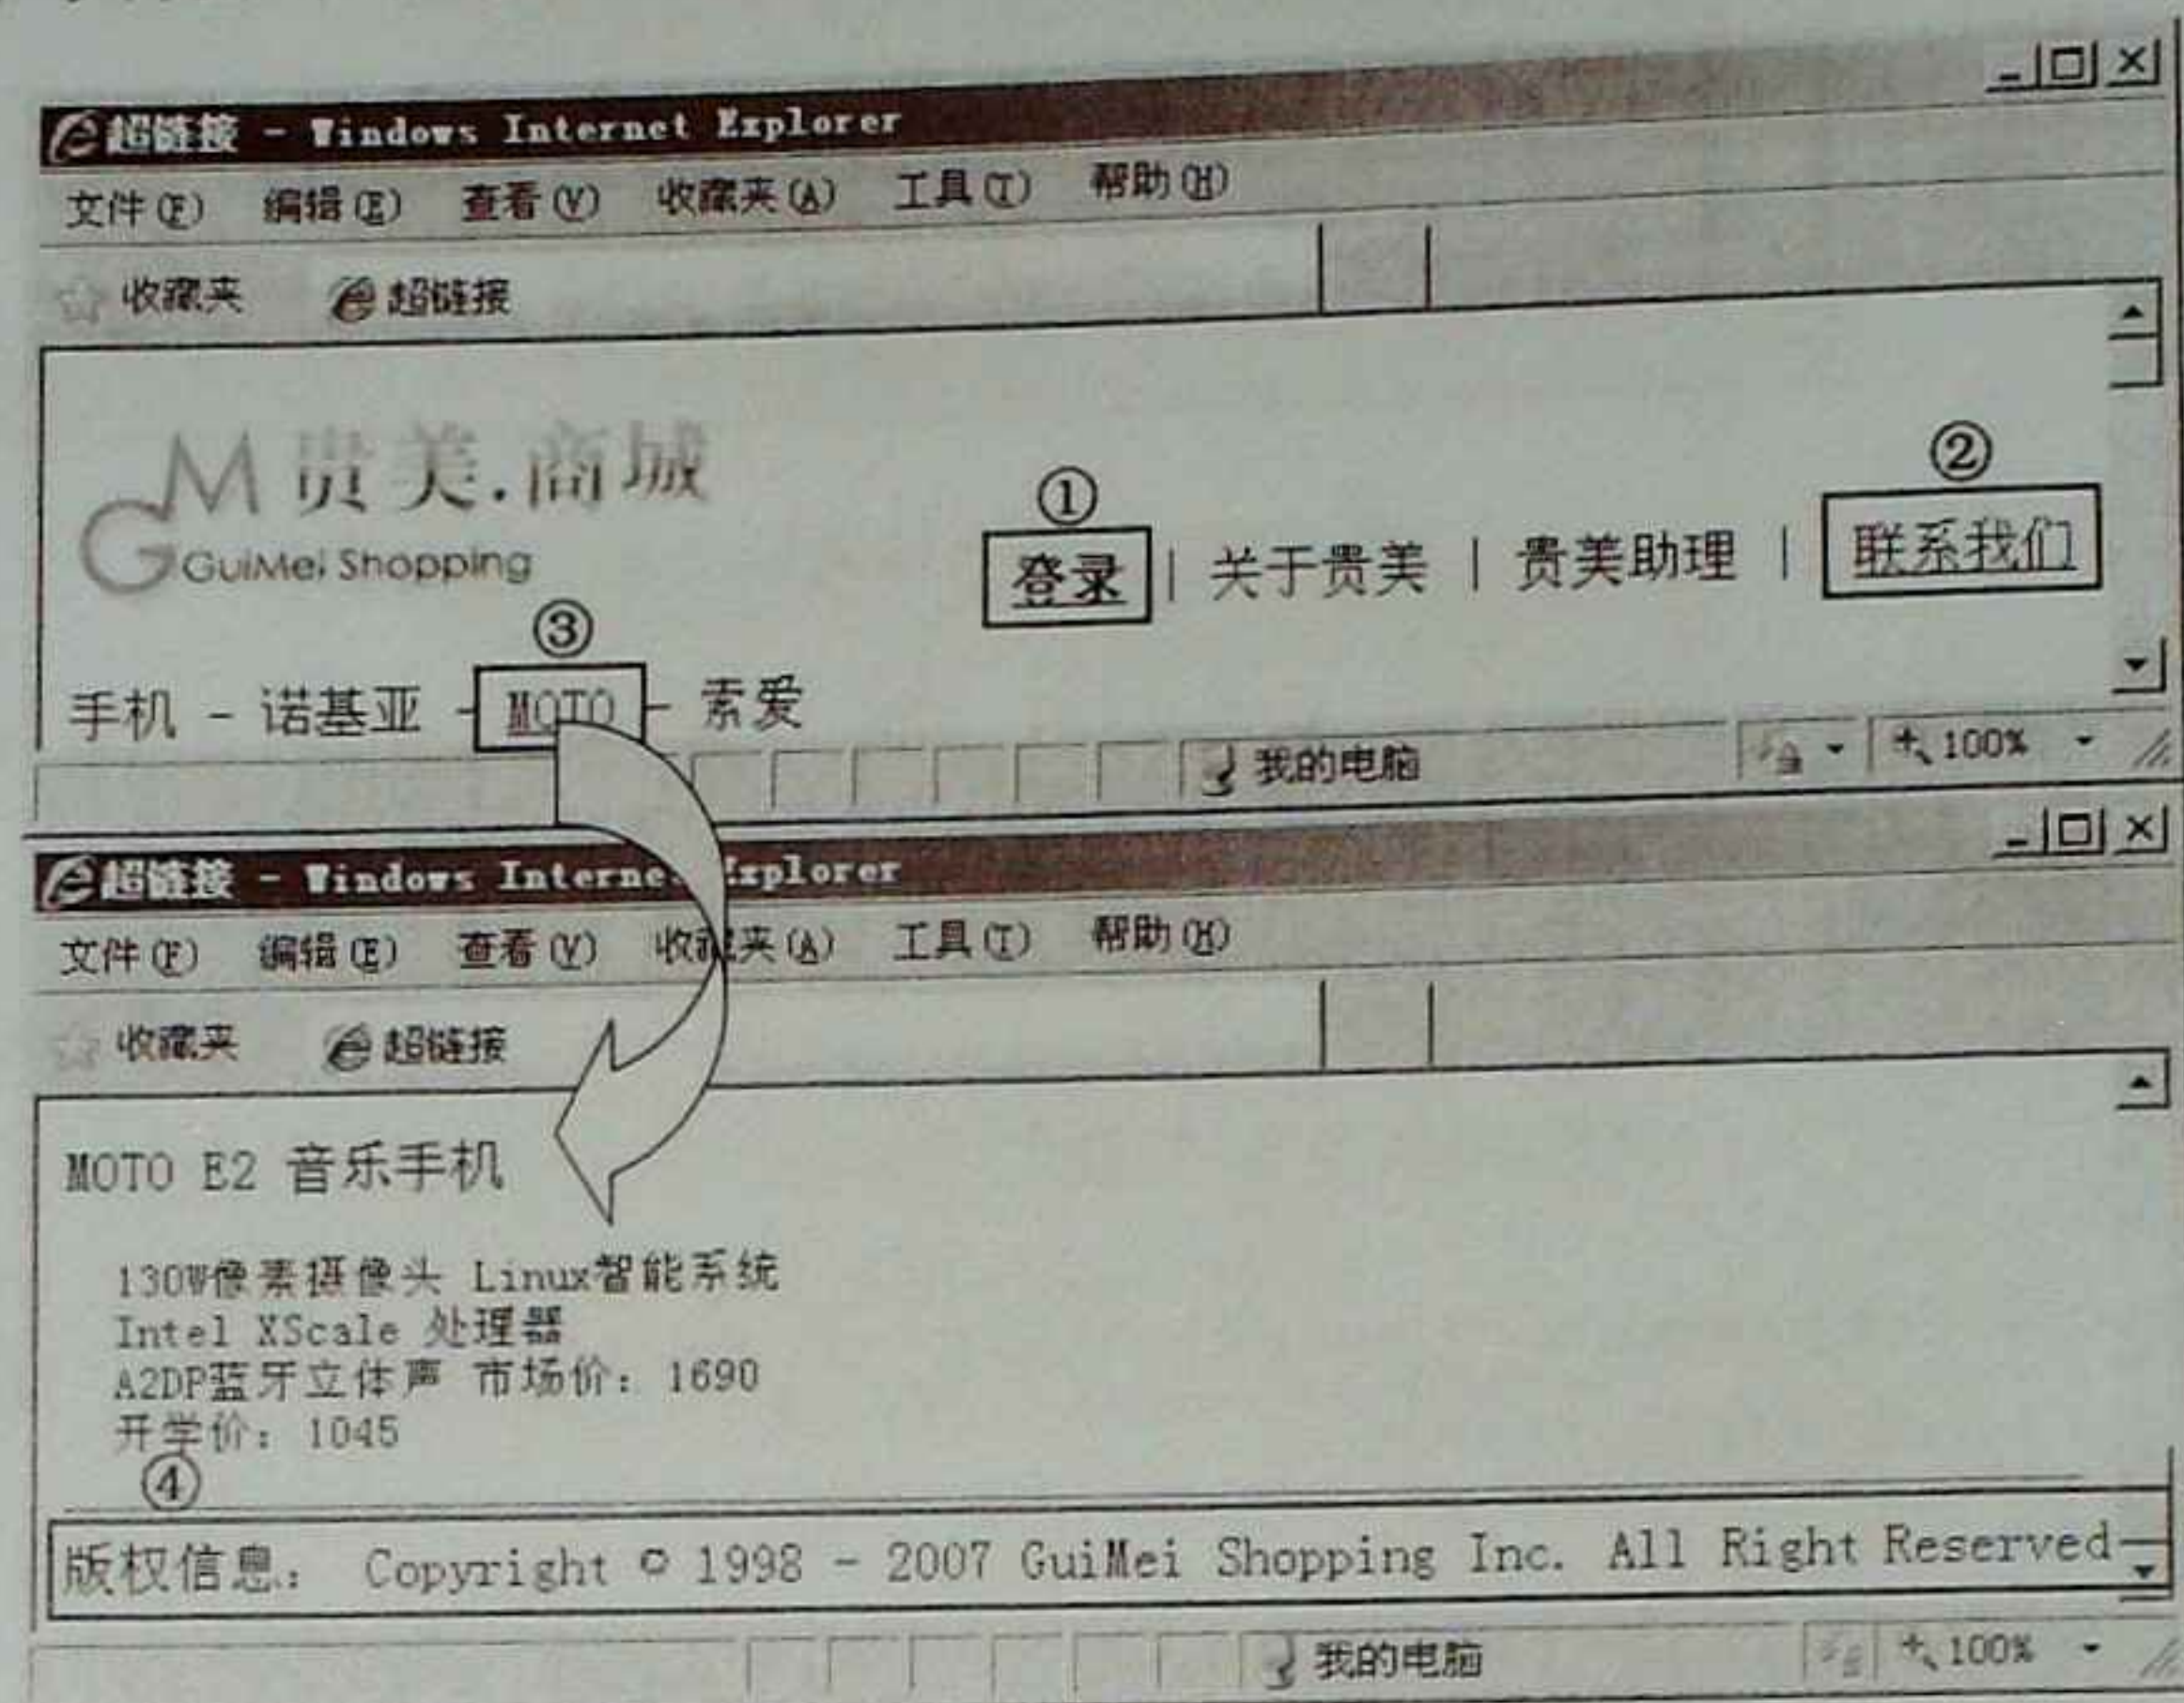 超链接 - Windows Internet Explorer
文件(F) 编辑(E) 查看(V) 收藏夹(A) 工具(T) 帮助(H)
收藏夹 超链接
M 贵美.商城
G GuiMei Shopping
① ②
登录 | 关于贵美 | 贵美助理 | 联系我们
③
手机 - 诺基亚 - MOTO - 索爱
我的电脑 100%
超链接 - Windows Internet Explorer
文件(F) 编辑(E) 查看(V) 收藏夹(A) 工具(T) 帮助(H)
收藏夹 超链接
MOTO E2 音乐手机
130W像素摄像头 Linux智能系统
Intel XScale 处理器
A2DP蓝牙立体声 市场价: 1690
开学价: 1045
④
版权信息: Copyright © 1998 - 2007 GuiMei Shopping Inc. All Right Reserved
我的电脑 100%